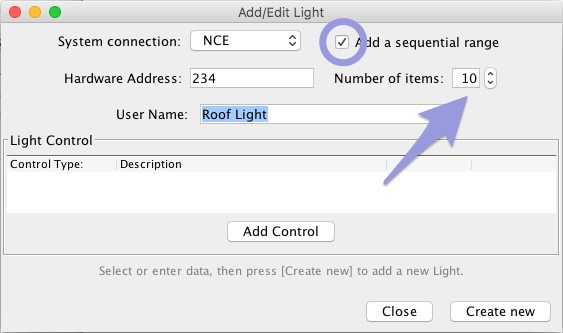 Add/Edit Light
System connection: NCE Add a sequential range
Hardware Address: 234 Number of items: 10
User Name: Roof Light
Light Control
Control Type: Description
Add Control
Select or enter data, then press [Create new] to add a new Light.
Close Create new